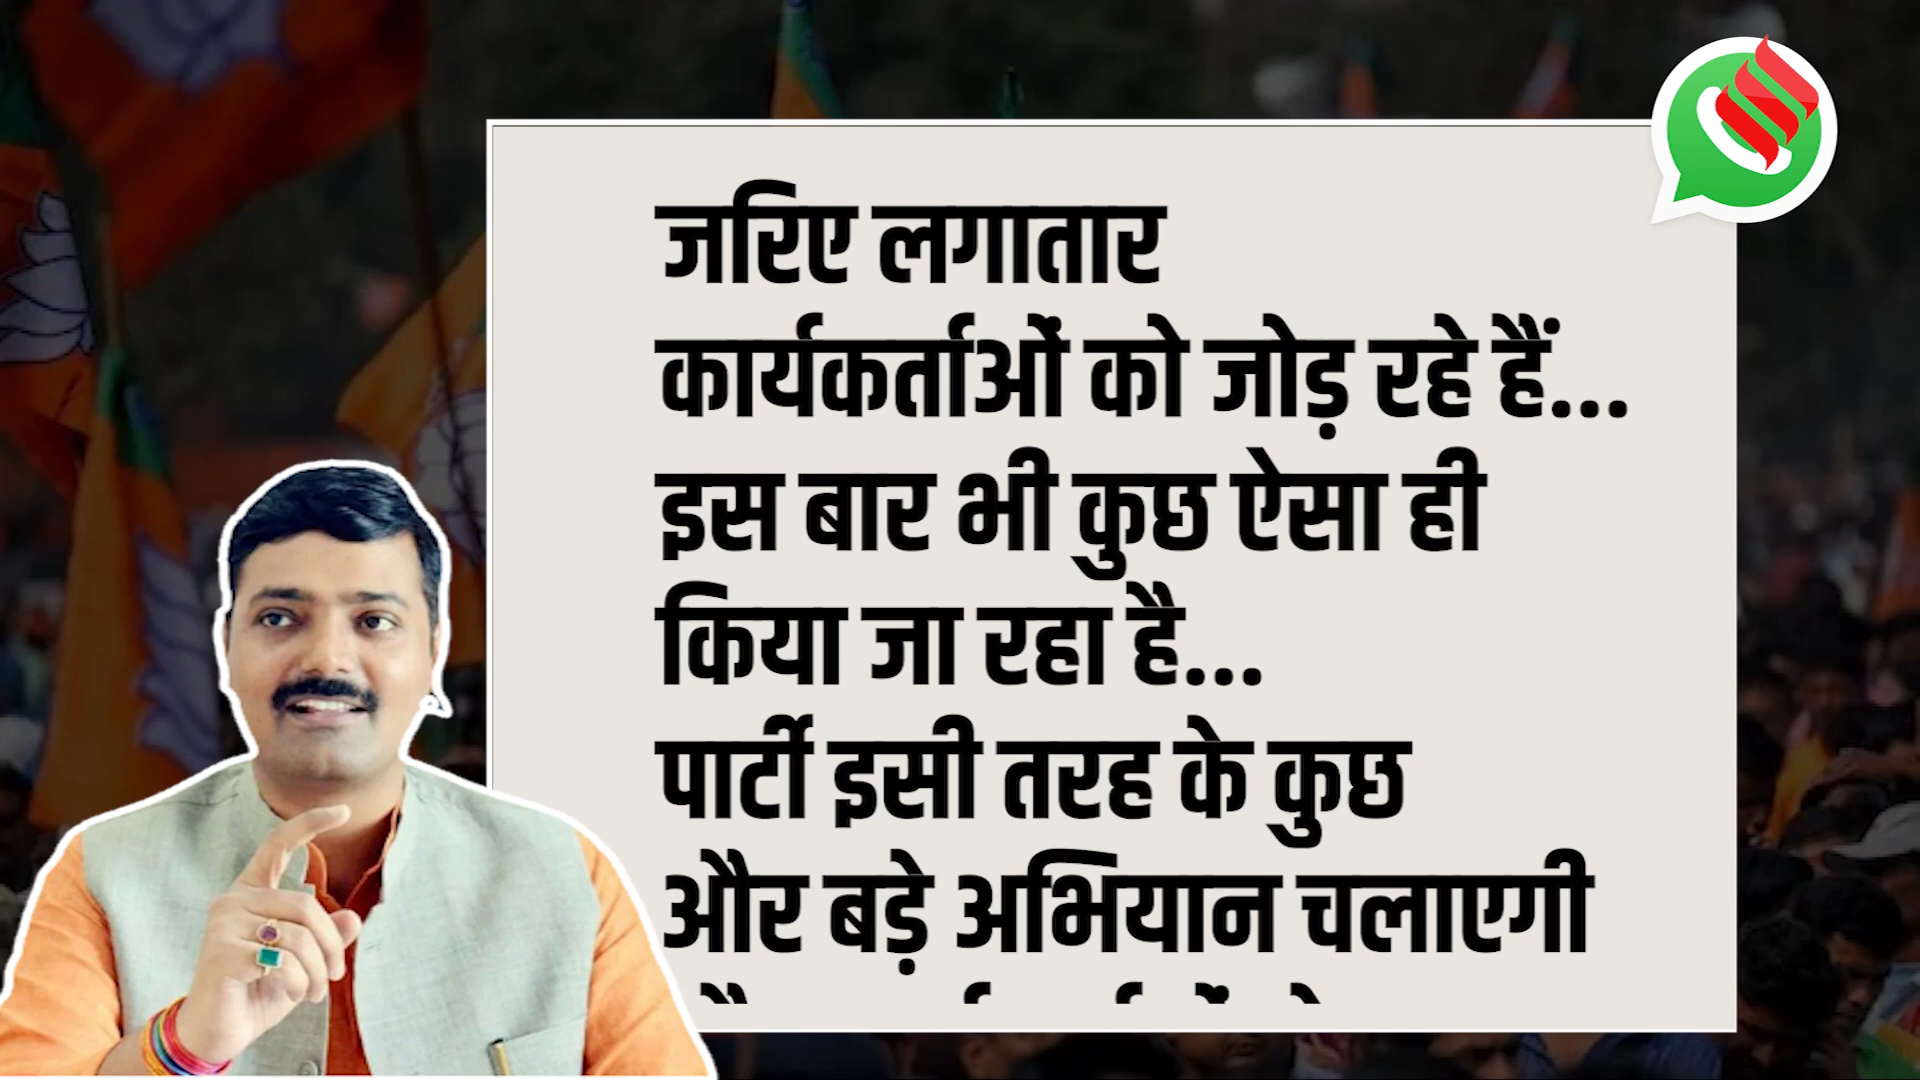 जरिए लगातार
कार्यकर्ताओं को जोड़ रहे हैं...
इस बार भी कुछ ऐसा ही
किया जा रहा है...
पार्टी इसी तरह के कुछ
और बड़े अभियान चलाएगी